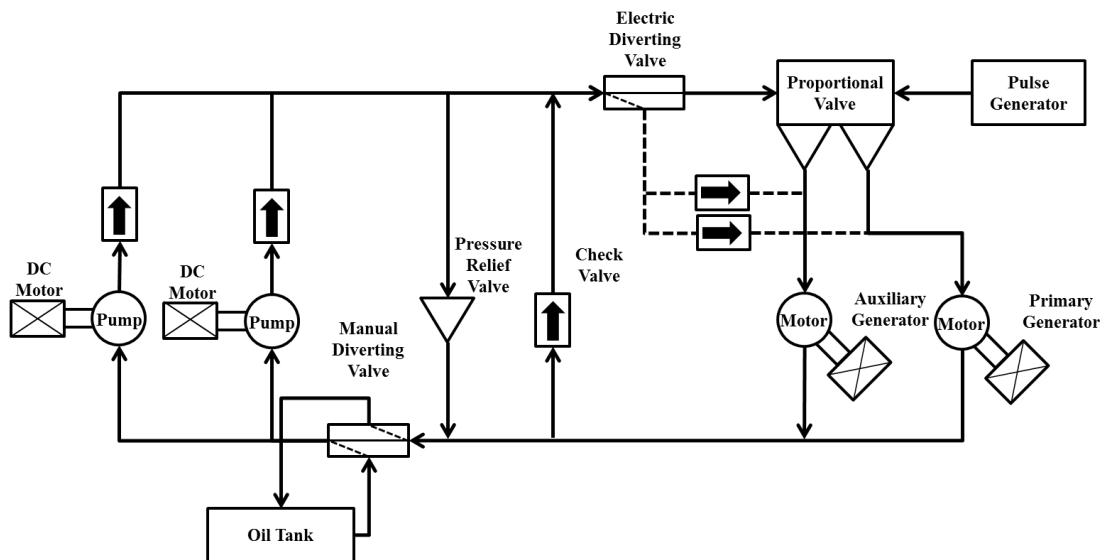 Electric
Diverting
Valve
Proportional
Valve
Pulse
Generator
Pressure
Relief
Valve
Check
Valve
DC
Motor
DC
Motor
Pump
Pump
Manual
Diverting
Valve
Motor
Auxiliary
Generator
Motor
Primary
Generator
Oil Tank